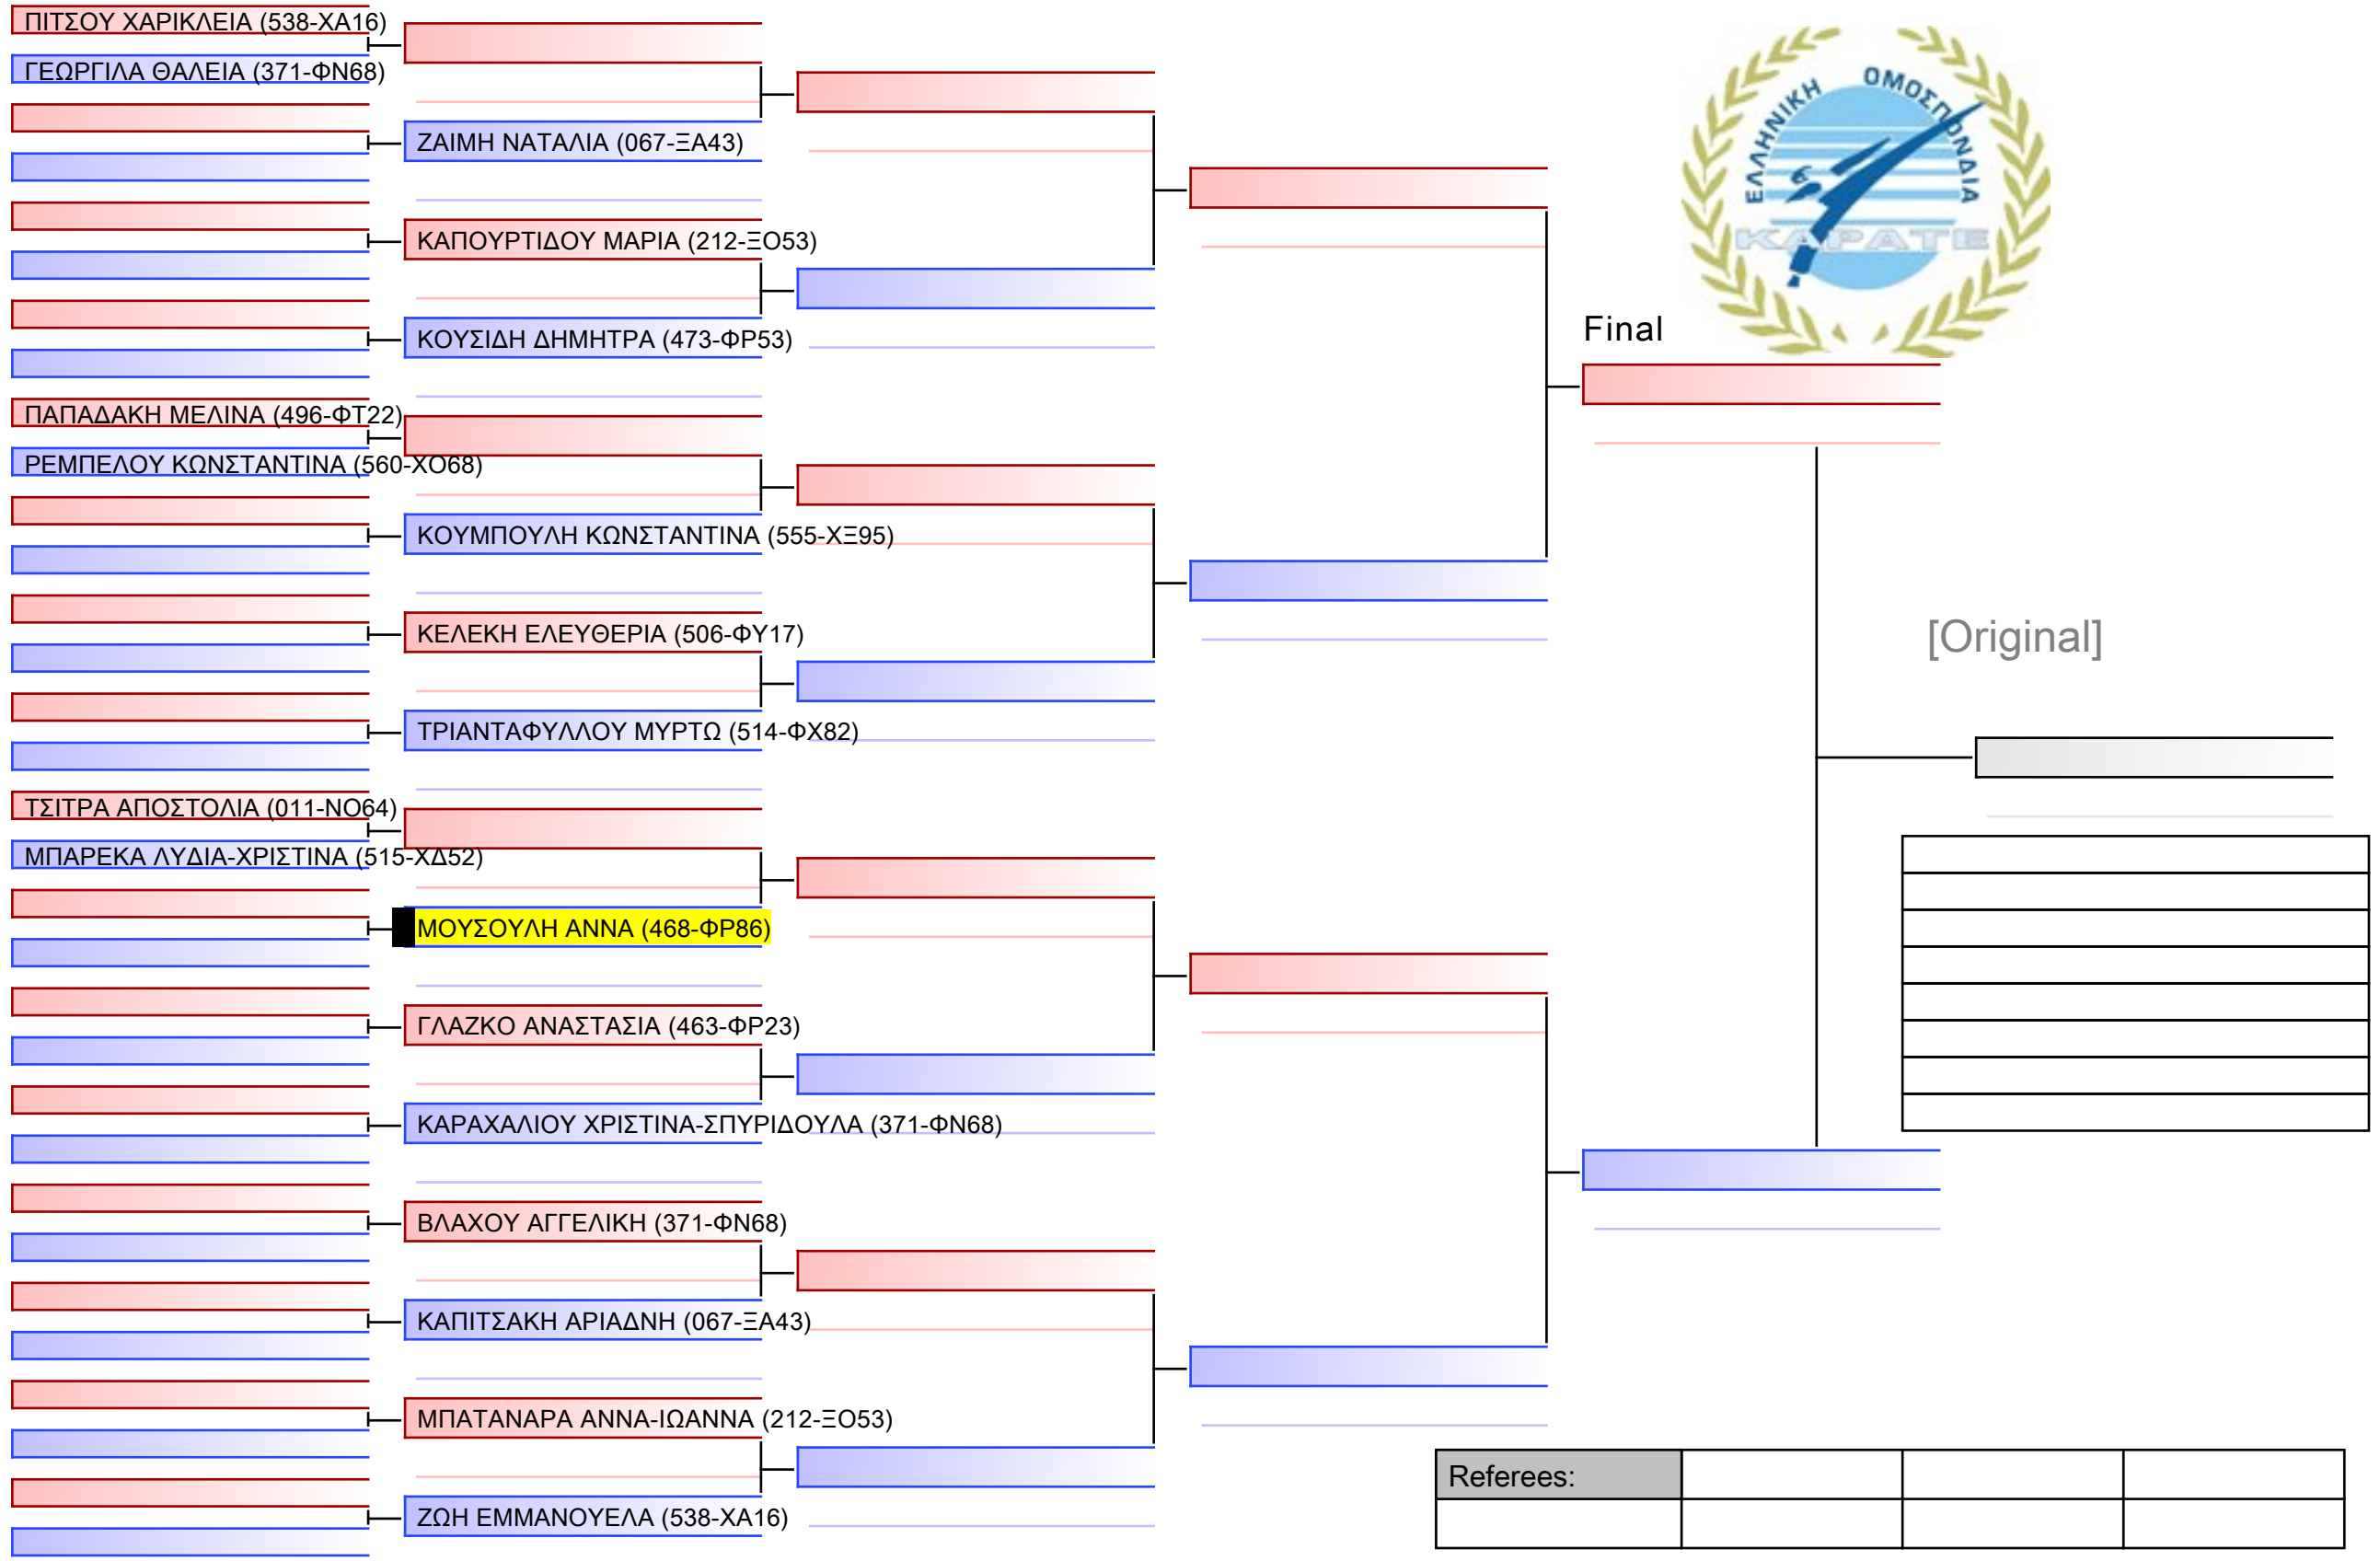 ΠΙΤΣΟΥ ΧΑΡΙΚΛΕΙΑ (538-ΧΑ16)
ΓΕΩΡΓΙΛΑ ΘΑΛΕΙΑ (371-ΦΝ68)
ΖΑΙΜΗ ΝΑΤΑΛΙΑ (067-ΞΑ43)
ΚΑΠΟΥΡΤΙΔΟΥ ΜΑΡΙΑ (212-ΞΟ53)
ΚΟΥΣΙΔΗ ΔΗΜΗΤΡΑ (473-ΦΡ53)
ΠΑΠΑΔΑΚΗ ΜΕΛΙΝΑ (496-ΦΤ22)
ΡΕΜΠΕΛΟΥ ΚΩΝΣΤΑΝΤΙΝΑ (560-ΧΟ68)
ΚΟΥΜΠΟΥΛΗ ΚΩΝΣΤΑΝΤΙΝΑ (555-ΧΞ95)
ΚΕΛΕΚΗ ΕΛΕΥΘΕΡΙΑ (506-ΦΥ17)
ΤΡΙΑΝΤΑΦΥΛΛΟΥ ΜΥΡΤΩ (514-ΦΧ82)
ΤΣΙΤΡΑ ΑΠΟΣΤΟΛΙΑ (011-ΝΟ64)
ΜΠΑΡΕΚΑ ΛΥΔΙΑ-ΧΡΙΣΤΙΝΑ (515-ΧΔ52)
ΜΟΥΣΟΥΛΗ ΑΝΝΑ (468-ΦΡ86)
ΓΛΑΖΚΟ ΑΝΑΣΤΑΣΙΑ (463-ΦΡ23)
ΚΑΡΑΧΑΛΙΟΥ ΧΡΙΣΤΙΝΑ-ΣΠΥΡΙΔΟΥΛΑ (371-ΦΝ68)
ΒΛΑΧΟΥ ΑΓΓΕΛΙΚΗ (371-ΦΝ68)
ΚΑΠΙΤΣΑΚΗ ΑΡΙΑΔΝΗ (067-ΞΑ43)
ΜΠΑΤΑΝΑΡΑ ΑΝΝΑ-ΙΩΑΝΝΑ (212-ΞΟ53)
ΖΩΗ ΕΜΜΑΝΟΥΕΛΑ (538-ΧΑ16)
ΕΛΛΗΝΙΚΗ ΟΜΟΣΠΟΝΔΙΑ
ΚΑΡΑΤΕ
Final
[Original]
Referees: